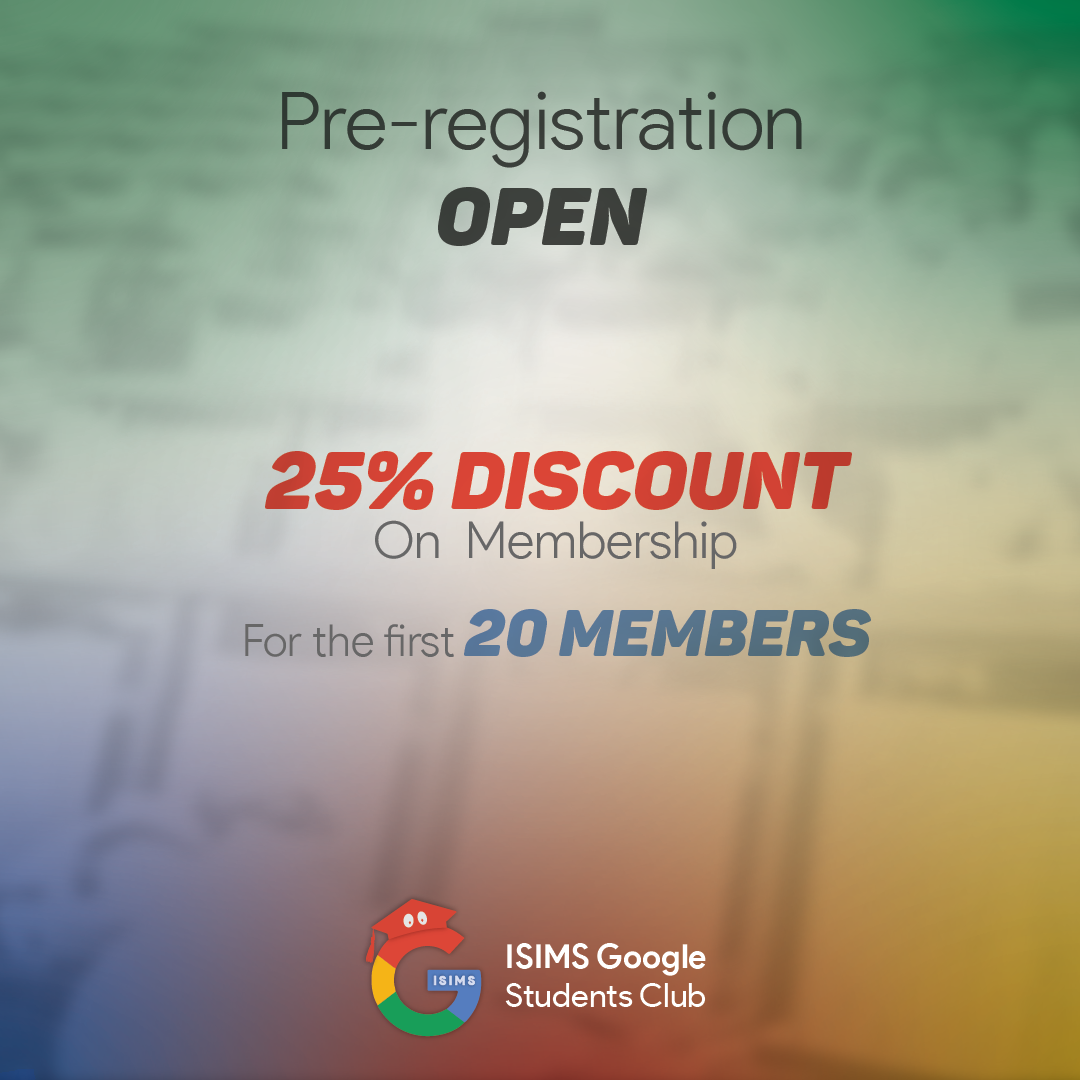 Pre-registration
OPEN
25% DISCOUNT
On Membership
For the first 20 MEMBERS
ISIMS
ISIMS Google
Students Club